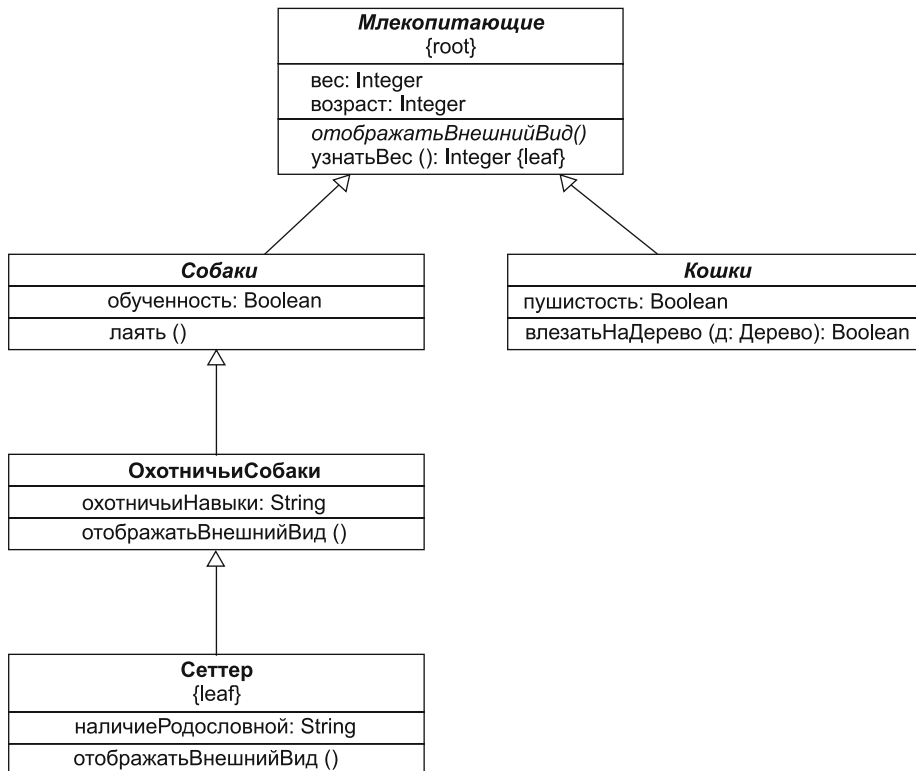 Млекопитающие
{root}
вес: Integer
возраст: Integer
отображатьВнешнийВид()
узнатьВес (): Integer {leaf}
Собаки
обученность: Boolean
лаять ()
Кошки
пушистость: Boolean
влезатьНаДерево (д: Дерево): Boolean
ОхотничьиСобаки
охотничьиНавыки: String
отображатьВнешнийВид ()
Сеттер
{leaf}
наличиеРодословной: String
отображатьВнешнийВид ()